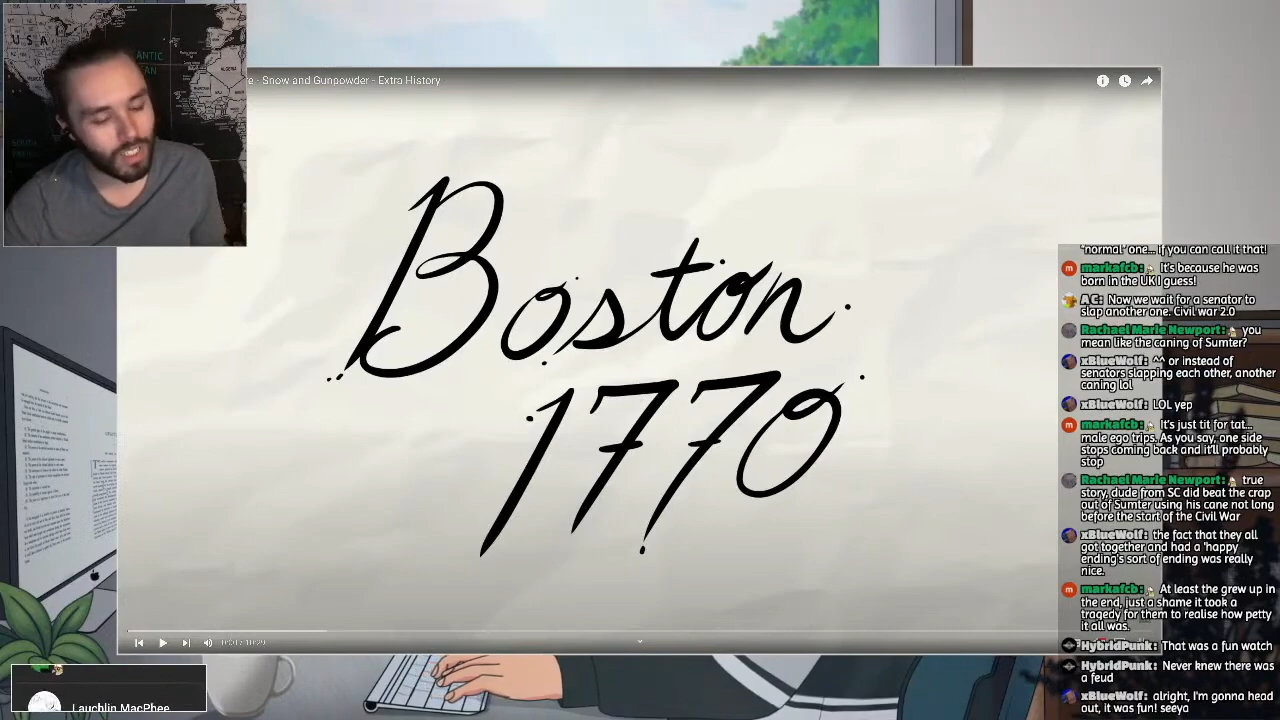 USA
ANTIC
AN
ALGERIA
e - Snow and Gunpowder - Extra History
Boston
1770
"normal" one... if you can call it that!
markafcb: It's because he was
born in the UK I guess!
A C: Now we wait for a senator to
slap another one. Civil war 2.0
Rachael Marie Newport: you
mean like the caning of Sumter?
xBlueWolf: ^^ or instead of
senators slapping each other, another
caning lol
xBlueWolf: LOL yep
markafcb: It's just tit for tat...
male ego trips. As you say, one side
stops coming back and it'll probably
stop
Rachael Marie Newport: true
story, dude from SC did beat the crap
out of Sumter using his cane not long
before the start of the Civil War
xBlueWolf: the fact that they all
got together and had a 'happy
ending's sort of ending was really
nice.
markafcb: At least the grew up in
the end, just a shame it took a
tragedy for them to realise how petty
it all was.
HybridPunk: That was a fun watch
HybridPunk: Never knew there was
a feud
xBlueWolf: alright, I'm gonna head
out, it was fun! seeya
Lauchlin MacPhee